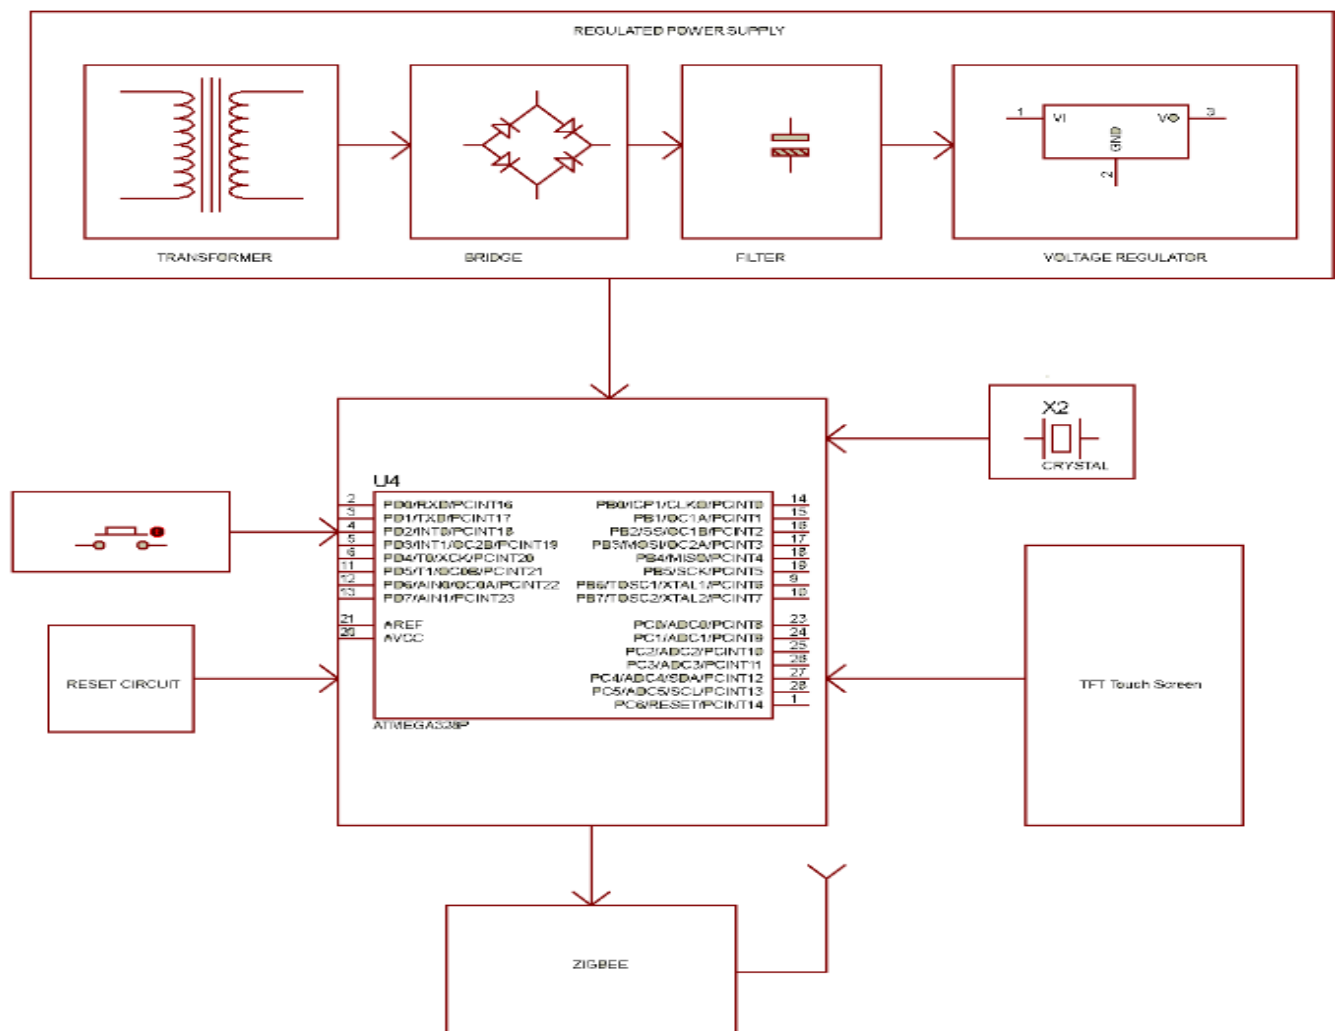 REGULATED POWER SUPPLY
1 VI VO 3
GND
2
TRANSFORMER BRIDGE FILTER VOLTAGE REGULATOR
X2
CRYSTAL
U4
2 PD0/RXD/PCINT16 PB0/ICP1/CLKO/PCINT0 14
3 PD1/TXD/PCINT17 PB1/OC1A/PCINT1 15
4 PD2/INT0/PCINT18 PB2/SS/OC1B/PCINT2 16
5 PD3/INT1/OC2B/PCINT19 PB3/MOSI/OC2A/PCINT3 17
6 PD4/T0/XCK/PCINT20 PB4/MISO/PCINT4 18
11 PD5/T1/OC0B/PCINT21 PB5/SCK/PCINT5 19
12 PD6/AIN0/OC0A/PCINT22 PB6/TOSC1/XTAL1/PCINT6 9
13 PD7/AIN1/PCINT23 PB7/TOSC2/XTAL2/PCINT7 10
21 AREF PC0/ADC0/PCINT8 23
20 AVCC PC1/ADC1/PCINT9 24
PC2/ADC2/PCINT10 25
PC3/ADC3/PCINT11 26
PC4/ADC4/SDA/PCINT12 27
PC5/ADC5/SCL/PCINT13 28
PC6/RESET/PCINT14 1
ATMEGA328P
RESET CIRCUIT
TFT Touch Screen
ZIGBEE